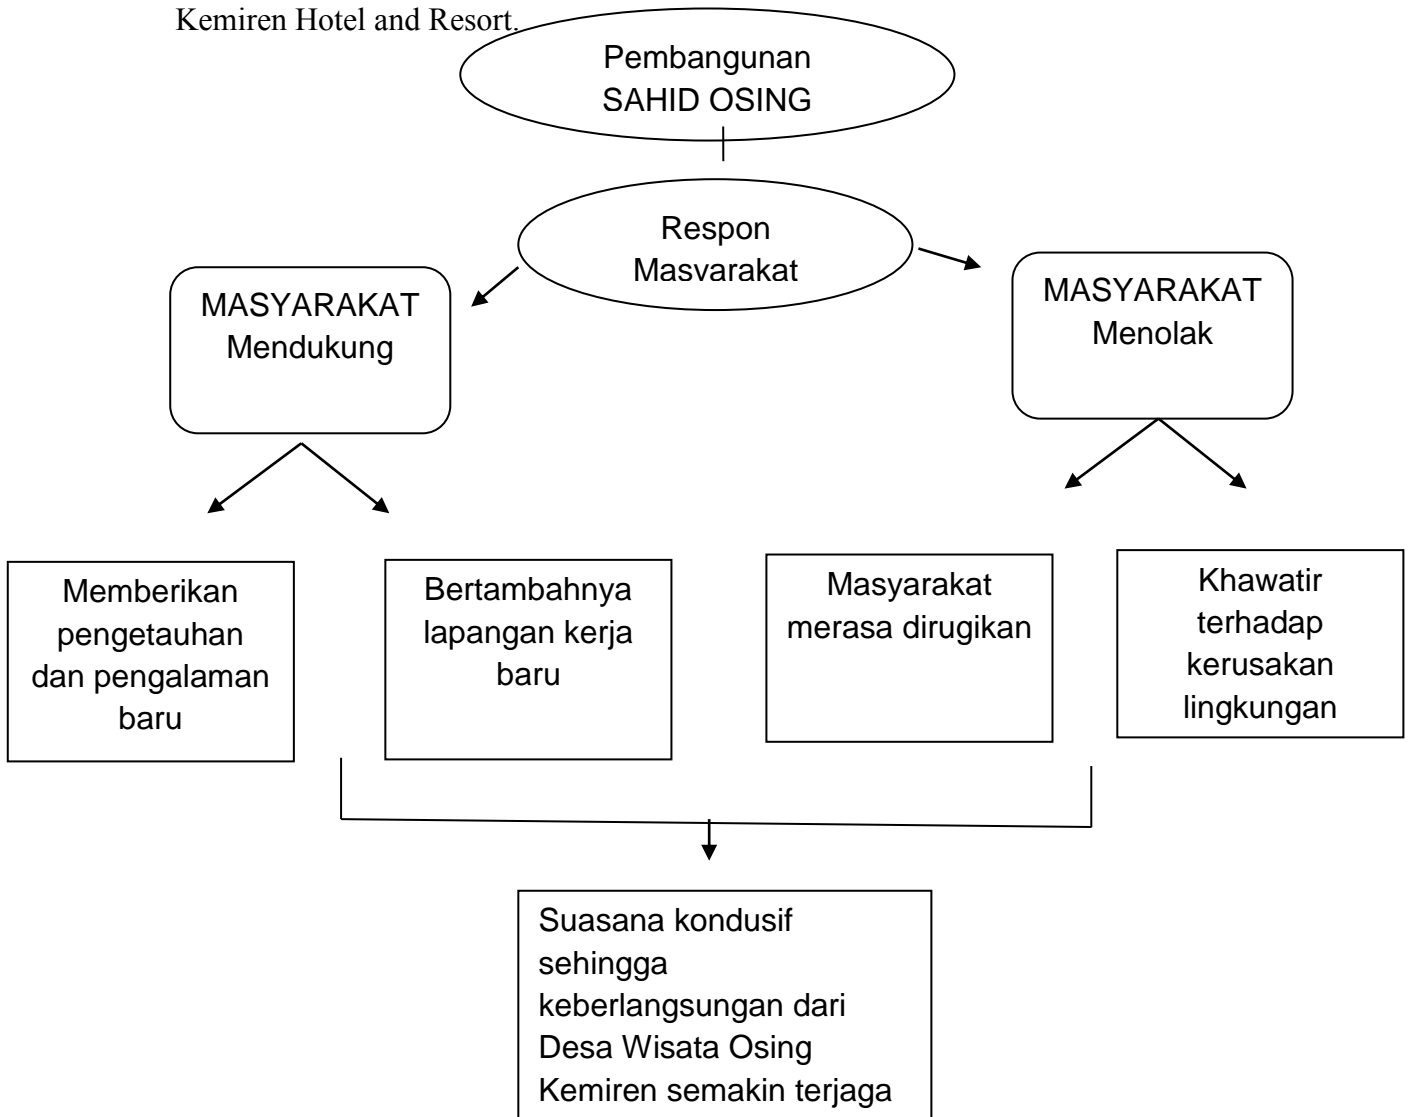 Kemiren Hotel and Resort.
Pembangunan
SAHID OSING
Respon
Masvarakat
MASYARAKAT
Mendukung
MASYARAKAT
Menolak
Memberikan
pengetauhan
dan pengalaman
baru
Bertambahnya
lapangan kerja
baru
Masyarakat
merasa dirugikan
Khawatir
terhadap
kerusakan
lingkungan
Suasana kondusif
sehingga
keberlangsungan dari
Desa Wisata Osing
Kemiren semakin terjaga